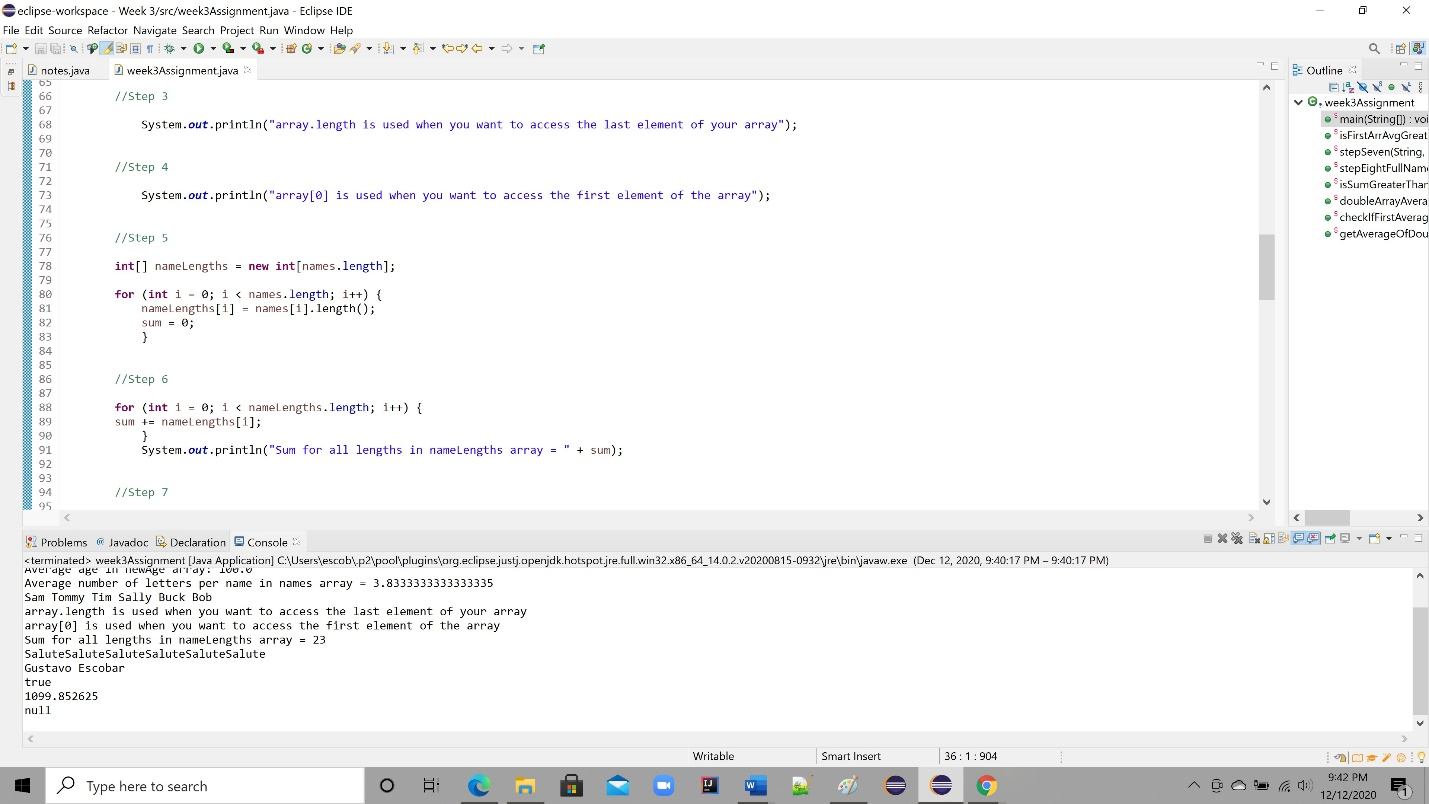 eclipse-workspace - Week 3/src/week3Assignment.java - Eclipse IDE
File Edit Source Refactor Navigate Search Project Run Window Help
notes.java
week3Assignment.java
65
66 //Step 3
67
68 System.out.println("array.length is used when you want to access the last element of your array");
69
70
71 //Step 4
72
73 System.out.println("array[0] is used when you want to access the first element of the array");
74
75
76 //Step 5
77
78 int[] nameLengths = new int[names.length];
79
80 for (int i = 0; i < names.length; i++) {
81 nameLengths[i] = names[i].length();
82 sum = 0;
83 }
84
85
86 //Step 6
87
88 for (int i = 0; i < nameLengths.length; i++) {
89 sum += nameLengths[i];
90 }
91 System.out.println("Sum for all lengths in nameLengths array = " + sum);
92
93
94 //Step 7
95
Outline
week3Assignment
main(String[]) : voi
isFirstArrAvgGreat
stepSeven(String,
stepEightFullName
isSumGreaterThan
doubleArrayAvera
checkIfFirstAverag
getAverageOfDou
Problems Javadoc Declaration Console
<terminated> week3Assignment [Java Application] C:\Users\escob\.p2\pool\plugins\org.eclipse.justj.openjdk.hotspot.jre.full.win32.x86_64_14.0.2.v20200815-0932\jre\bin\javaw.exe (Dec 12, 2020, 9:40:17 PM – 9:40:17 PM)
Average age in newAge array: 100.0
Average number of letters per name in names array = 3.8333333333333335
Sam Tommy Tim Sally Buck Bob
array.length is used when you want to access the last element of your array
array[0] is used when you want to access the first element of the array
Sum for all lengths in nameLengths array = 23
SaluteSaluteSaluteSaluteSaluteSalute
Gustavo Escobar
true
1099.852625
null
Writable
Smart Insert
36 : 1 : 904
Type here to search
9:42 PM
12/12/2020
1